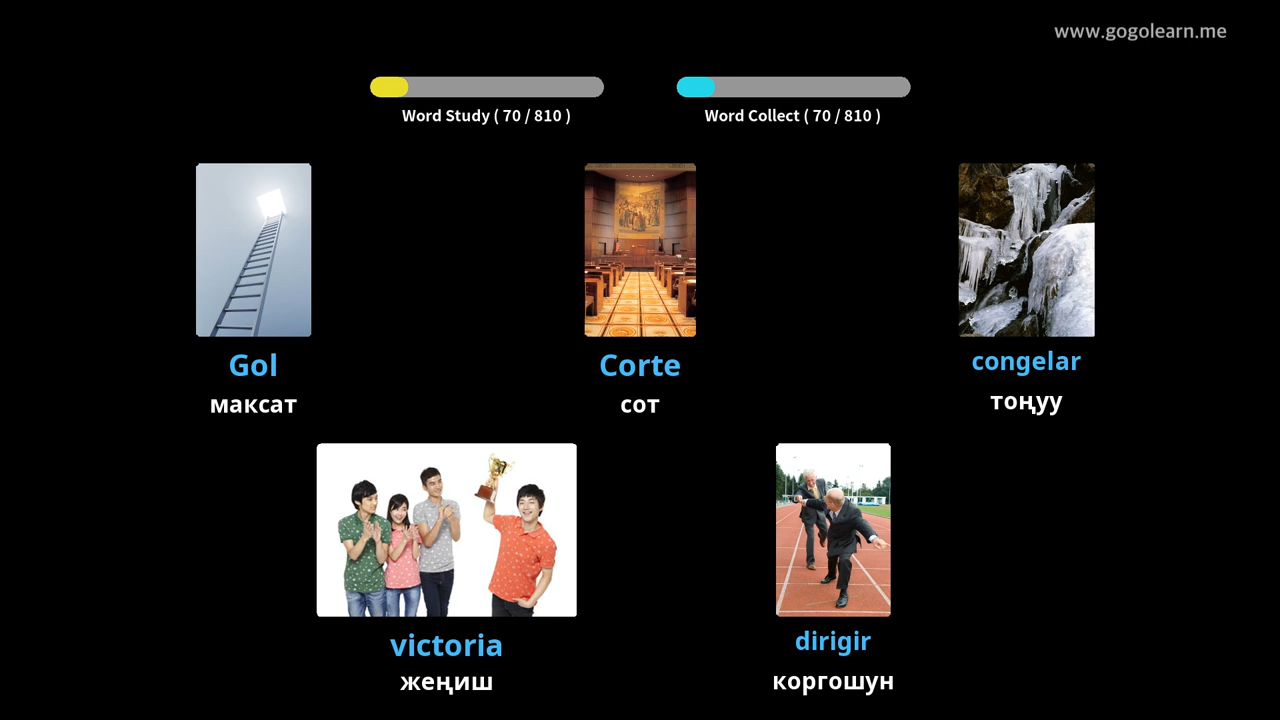 www.gogolearn.me
Word Study ( 70 / 810 )
Word Collect ( 70 / 810 )
Gol
максат
Corte
сот
congelar
тоңуу
victoria
жеңиш
dirigir
коргошун